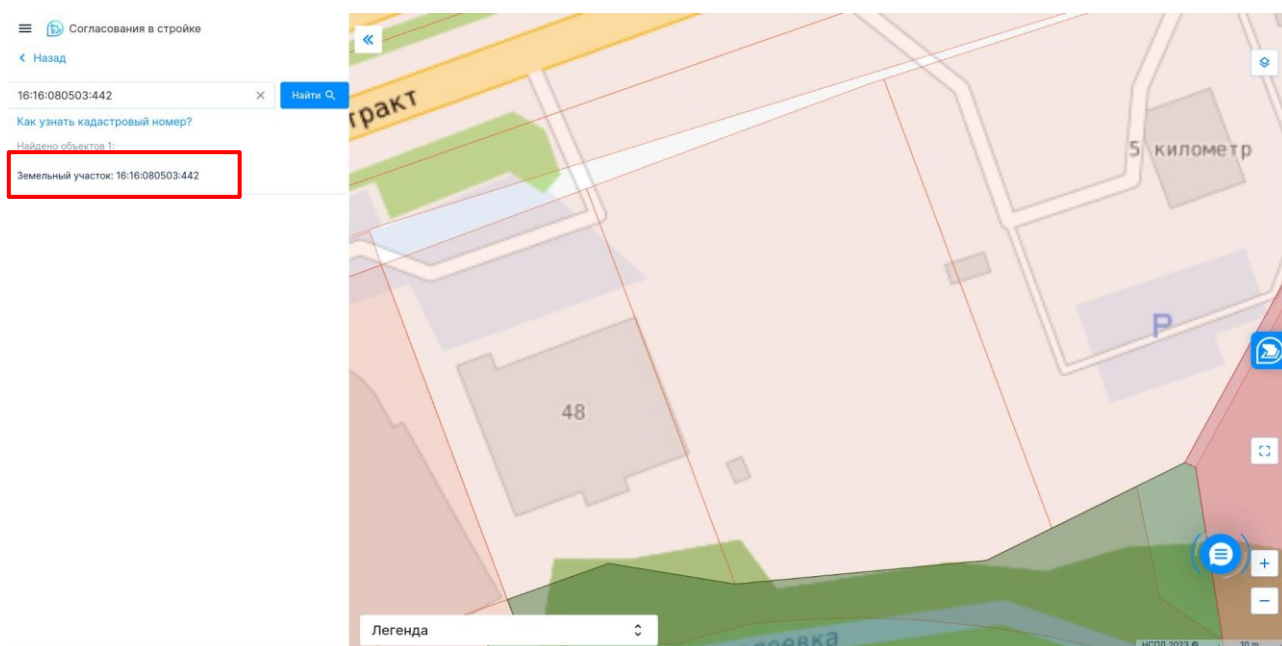 Согласования в стройке
Назад
16:16:080503:442
Найти
Как узнать кадастровый номер?
Найдено объектов 1:
Земельный участок: 16:16:080503:442
тракт
5 километр
P
48
Легенда
НСПД 2023 ©
10 m